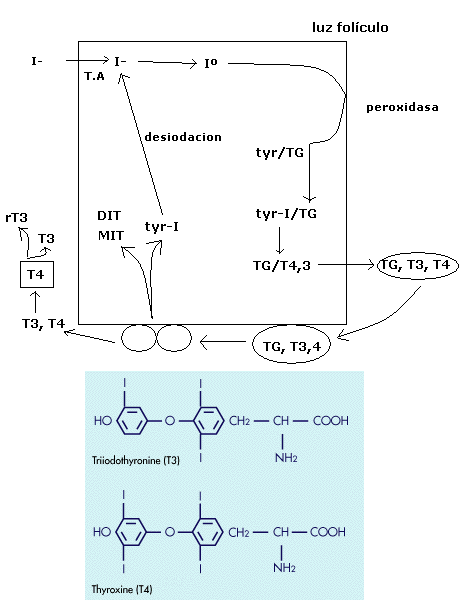 luz folículo
I- I- Iº
T.A
peroxidasa
desiodacion
tyr/TG
DIT
MIT
tyr-I
tyr-I/TG
rT3
T3
T4
TG/T4,3
TG, T3, T4
T3, T4
TG, T3,4
I I
HO O CH2 CH COOH
I
NH2
Triiodothyronine (T3)
I I
HO O CH2 CH COOH
I I
NH2
Thyroxine (T4)